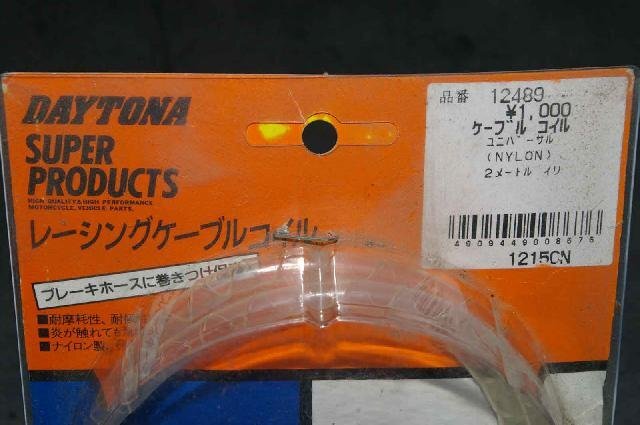 DAYTONA
SUPER
PRODUCTS
HIGH QUALITY & HIGH PERFORMANCE
MOTORCYCLE, VEHICLE PARTS.
レーシングケーブルコイル
ブレーキホースに巻きつけ保
■耐摩耗性、耐
■炎が触れても
■ナイロン製、
品番 12489
¥1,000
ケーブル コイル
ユニバーサル
(NYLON)
2メートル イリ
4909449008676
1215CN